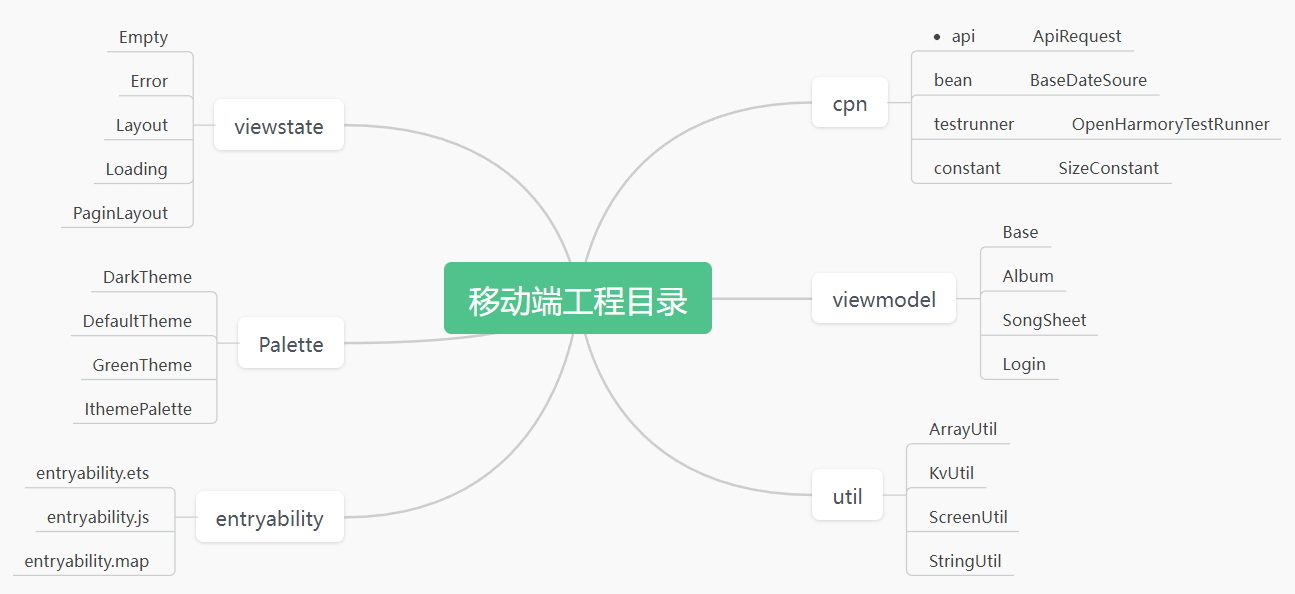 移动端工程目录
cpn
• api ApiRequest
bean BaseDateSoure
testrunner OpenHarmoryTestRunner
constant SizeConstant
viewmodel
Base
Album
SongSheet
Login
util
ArrayUtil
KvUtil
ScreenUtil
StringUtil
viewstate
Empty
Error
Layout
Loading
PaginLayout
Palette
DarkTheme
DefaultTheme
GreenTheme
IthemePalette
entryability
entryability.ets
entryability.js
entryability.map